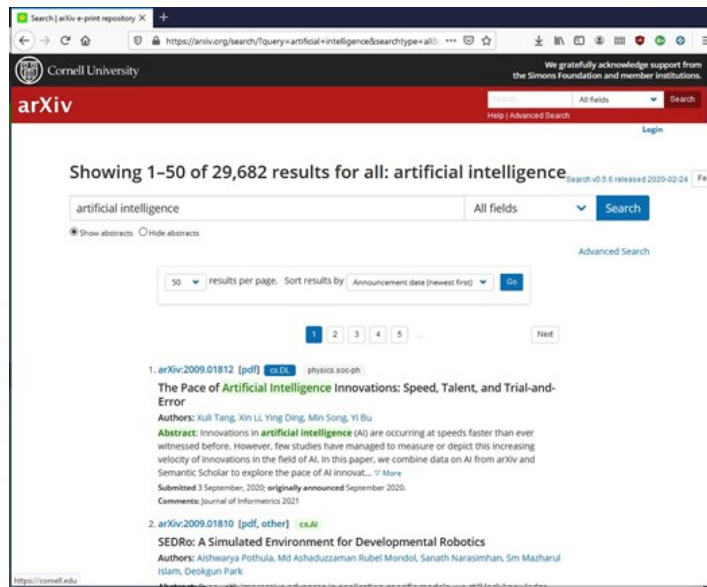 Search | arXiv e-print repository
https://arxiv.org/search/?query=artificial+intelligence&searchtype=all&
Cornell University
We gratefully acknowledge support from
the Simons Foundation and member institutions.
arXiv
Search...
All fields
Search
Help | Advanced Search
Login
Showing 1–50 of 29,682 results for all: artificial intelligence
Search v0.5.6 released 2020-02-24
Fe
artificial intelligence
All fields
Search
Show abstracts Hide abstracts
Advanced Search
50 results per page. Sort results by Announcement date (newest first) Go
1 2 3 4 5 ... Next
1. arXiv:2009.01812 [pdf] cs.DL physics.soc-ph
The Pace of Artificial Intelligence Innovations: Speed, Talent, and Trial-and-
Error
Authors: Xuli Tang, Xin Li, Ying Ding, Min Song, Yi Bu
Abstract: Innovations in artificial intelligence (AI) are occurring at speeds faster than ever
witnessed before. However, few studies have managed to measure or depict this increasing
velocity of innovations in the field of AI. In this paper, we combine data on AI from arXiv and
Semantic Scholar to explore the pace of AI innovat... ▽ More
Submitted 3 September, 2020; originally announced September 2020.
Comments: Journal of Informetrics 2021
2. arXiv:2009.01810 [pdf, other] cs.AI
SEDRo: A Simulated Environment for Developmental Robotics
Authors: Aishwarya Pothula, Md Ashaduzzaman Rubel Mondol, Sanath Narasimhan, Sm Mazharul
Islam, Deokgun Park
https://cornell.edu